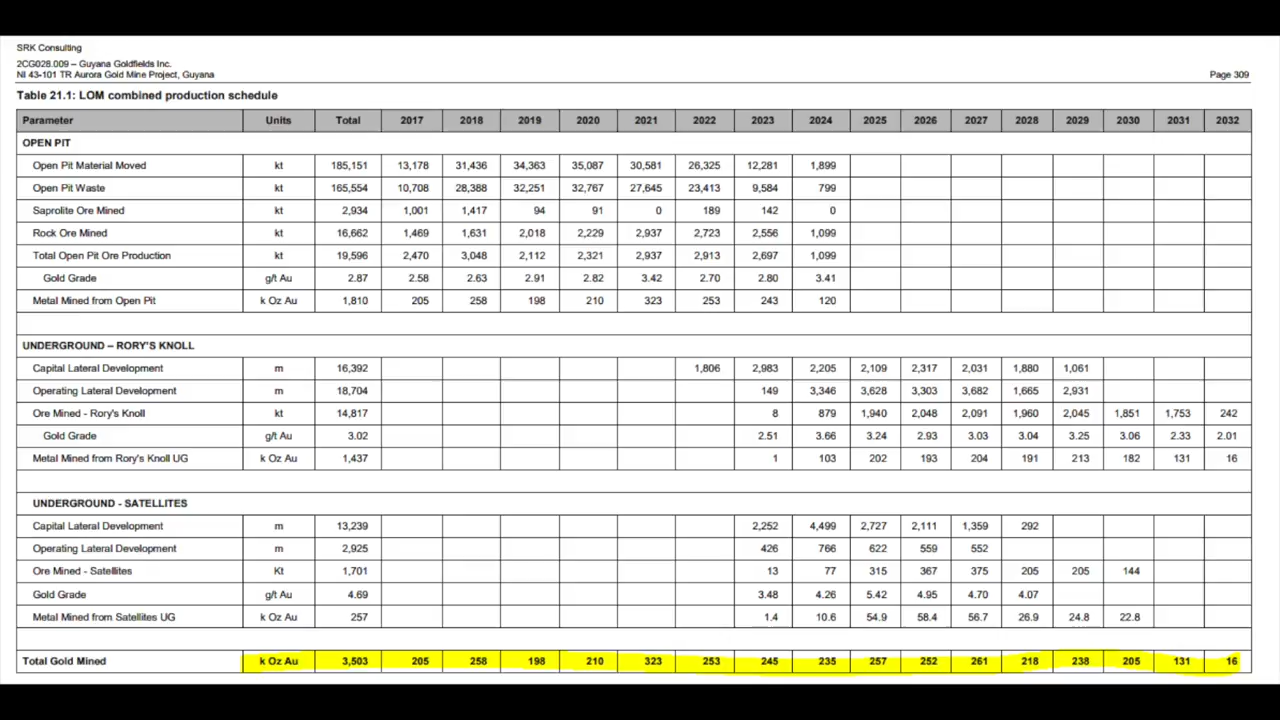 SRK Consulting
2CG028.009 – Guyana Goldfields Inc.
NI 43-101 TR Aurora Gold Mine Project, Guyana Page 309
Table 21.1: LOM combined production schedule
Parameter Units Total 2017 2018 2019 2020 2021 2022 2023 2024 2025 2026 2027 2028 2029 2030 2031 2032
OPEN PIT
Open Pit Material Moved kt 185,151 13,178 31,436 34,363 35,087 30,581 26,325 12,281 1,899
Open Pit Waste kt 165,554 10,708 28,388 32,251 32,767 27,645 23,413 9,584 799
Saprolite Ore Mined kt 2,934 1,001 1,417 94 91 0 189 142 0
Rock Ore Mined kt 16,662 1,469 1,631 2,018 2,229 2,937 2,723 2,556 1,099
Total Open Pit Ore Production kt 19,596 2,470 3,048 2,112 2,321 2,937 2,913 2,697 1,099
Gold Grade g/t Au 2.87 2.58 2.63 2.91 2.82 3.42 2.70 2.80 3.41
Metal Mined from Open Pit k Oz Au 1,810 205 258 198 210 323 253 243 120
UNDERGROUND – RORY'S KNOLL
Capital Lateral Development m 16,392 1,806 2,983 2,205 2,109 2,317 2,031 1,880 1,061
Operating Lateral Development m 18,704 149 3,346 3,628 3,303 3,682 1,665 2,931
Ore Mined - Rory's Knoll kt 14,817 8 879 1,940 2,048 2,091 1,960 2,045 1,851 1,753 242
Gold Grade g/t Au 3.02 2.51 3.66 3.24 2.93 3.03 3.04 3.25 3.06 2.33 2.01
Metal Mined from Rory's Knoll UG k Oz Au 1,437 1 103 202 193 204 191 213 182 131 16
UNDERGROUND - SATELLITES
Capital Lateral Development m 13,239 2,252 4,499 2,727 2,111 1,359 292
Operating Lateral Development m 2,925 426 766 622 559 552
Ore Mined - Satellites Kt 1,701 13 77 315 367 375 205 205 144
Gold Grade g/t Au 4.69 3.48 4.26 5.42 4.95 4.70 4.07
Metal Mined from Satellites UG k Oz Au 257 1.4 10.6 54.9 58.4 56.7 26.9 24.8 22.8
Total Gold Mined k Oz Au 3,503 205 258 198 210 323 253 245 235 257 252 261 218 238 205 131 16